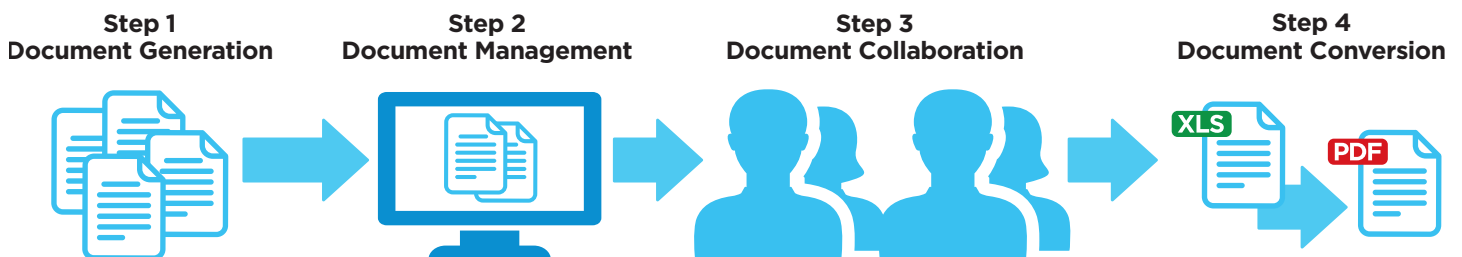 Step 1
Document Generation
Step 2
Document Management
Step 3
Document Collaboration
Step 4
Document Conversion
XLS
PDF